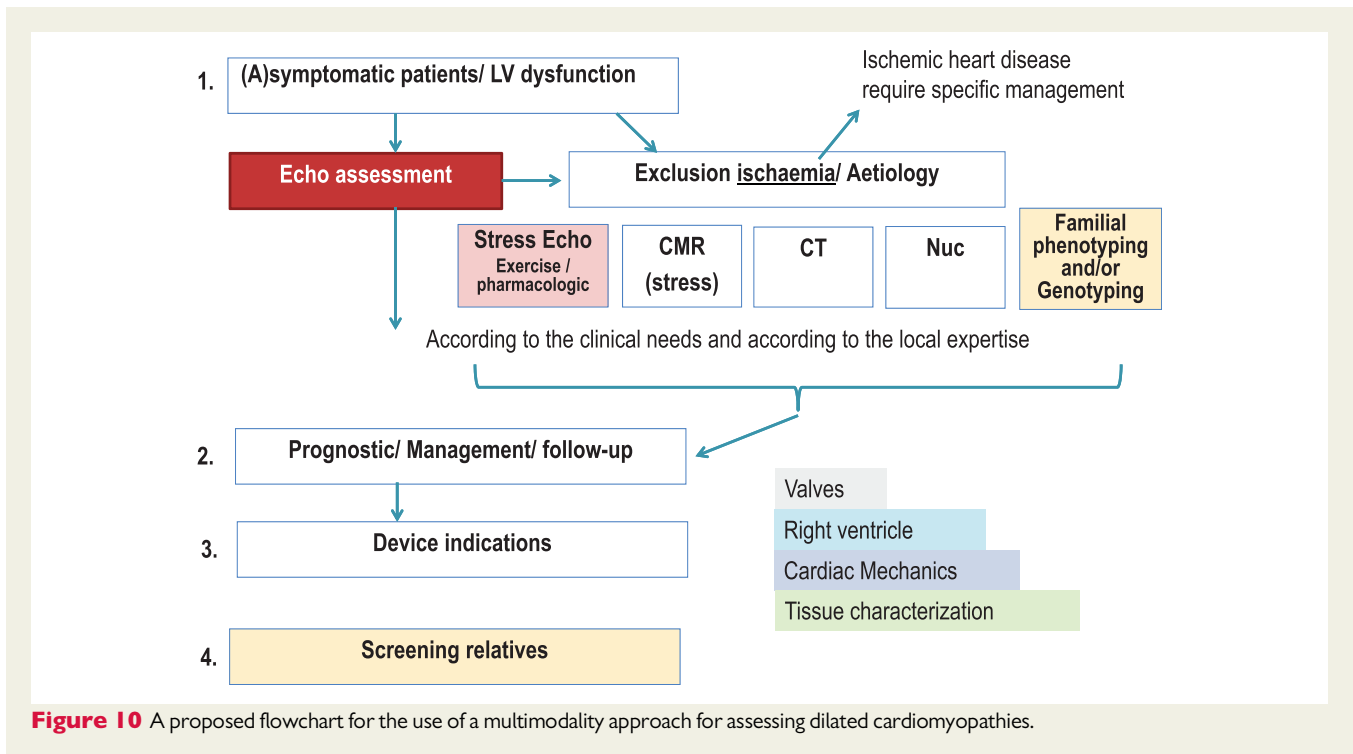 1.
(A)symptomatic patients/ LV dysfunction
Ischemic heart disease
require specific management
Echo assessment
Exclusion ischaemia/ Aetiology
Stress Echo
Exercise /
pharmacologic
CMR
(stress)
CT
Nuc
Familial
phenotyping
and/or
Genotyping
According to the clinical needs and according to the local expertise
2.
Prognostic/ Management/ follow-up
3.
Device indications
Valves
Right ventricle
Cardiac Mechanics
Tissue characterization
4.
Screening relatives
Figure 10 A proposed flowchart for the use of a multimodality approach for assessing dilated cardiomyopathies.